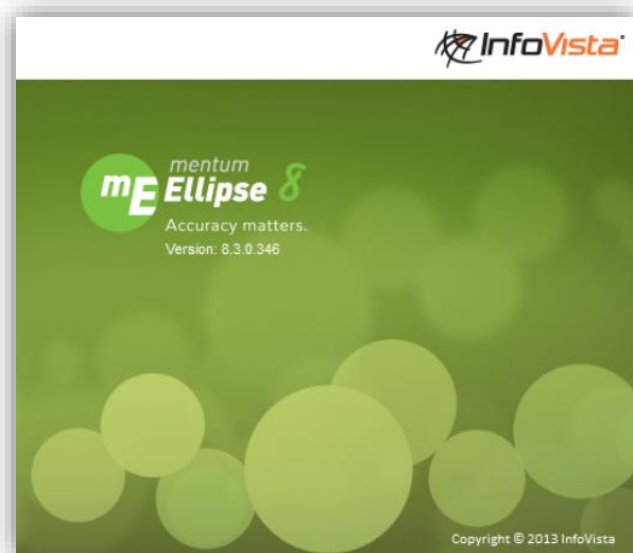 InfoVista®
mentum
mE Ellipse 8
Accuracy matters.
Version: 8.3.0.346
Copyright © 2013 InfoVista